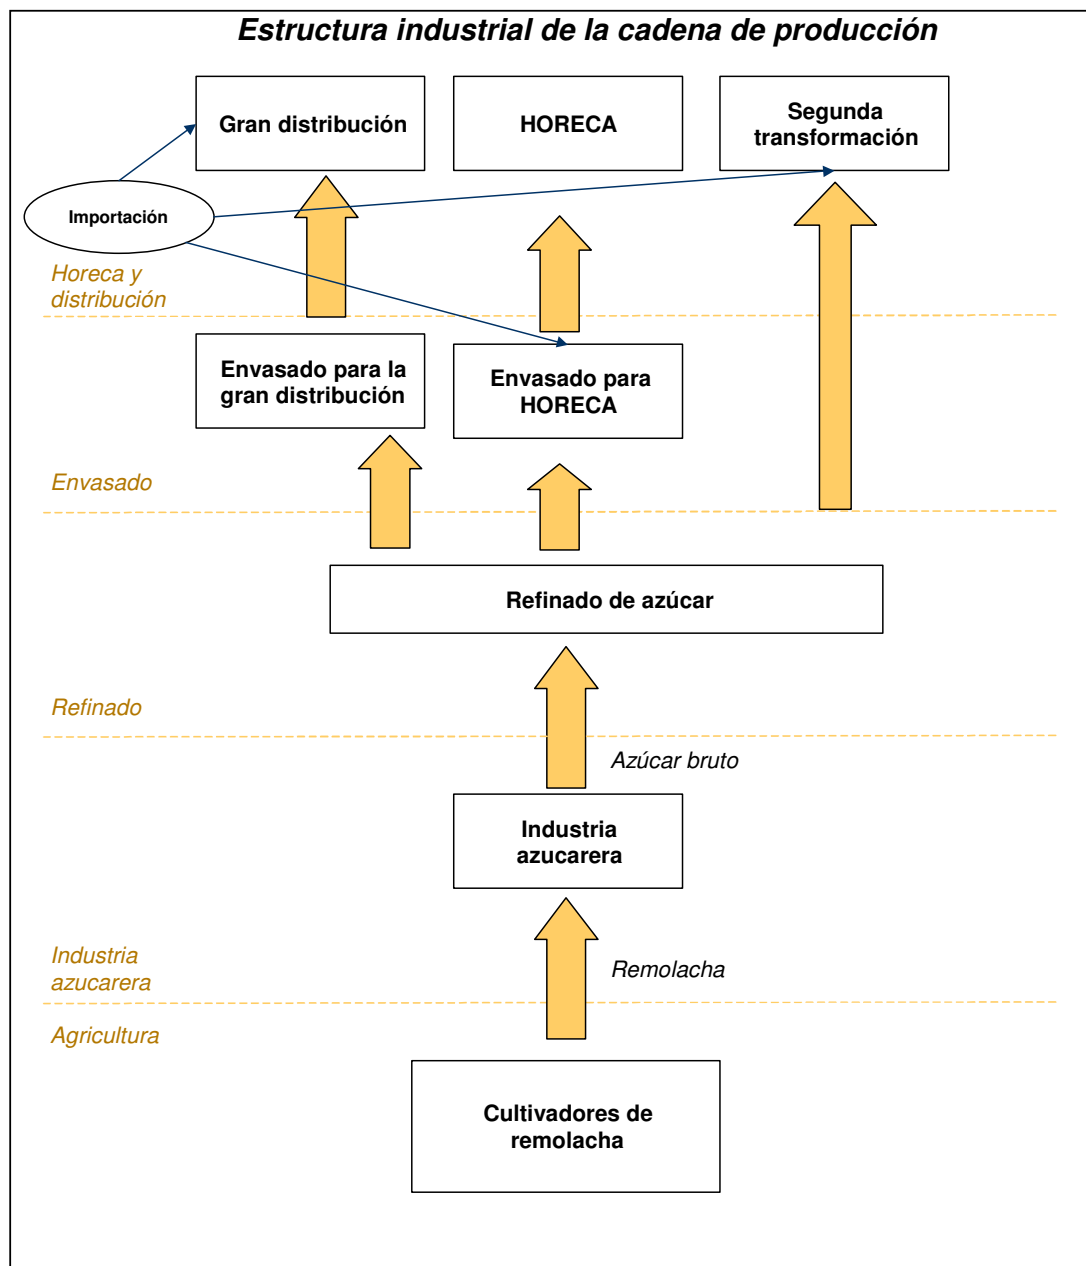 Estructura industrial de la cadena de producción
Gran distribución
HORECA
Segunda
transformación
Importación
Horeca y
distribución
Envasado para la
gran distribución
Envasado para
HORECA
Envasado
Refinado de azúcar
Refinado
Azúcar bruto
Industria
azucarera
Industria
azucarera
Remolacha
Agricultura
Cultivadores de
remolacha